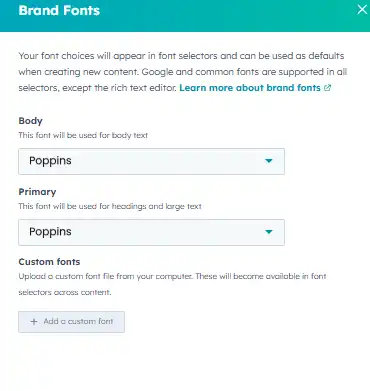 Brand Fonts
Your font choices will appear in font selectors and can be used as defaults
when creating new content. Google and common fonts are supported in all
selectors, except the rich text editor. Learn more about brand fonts
Body
This font will be used for body text
Poppins
Primary
This font will be used for headings and large text
Poppins
Custom fonts
Upload a custom font file from your computer. These will become available in font
selectors across content.
+ Add a custom font